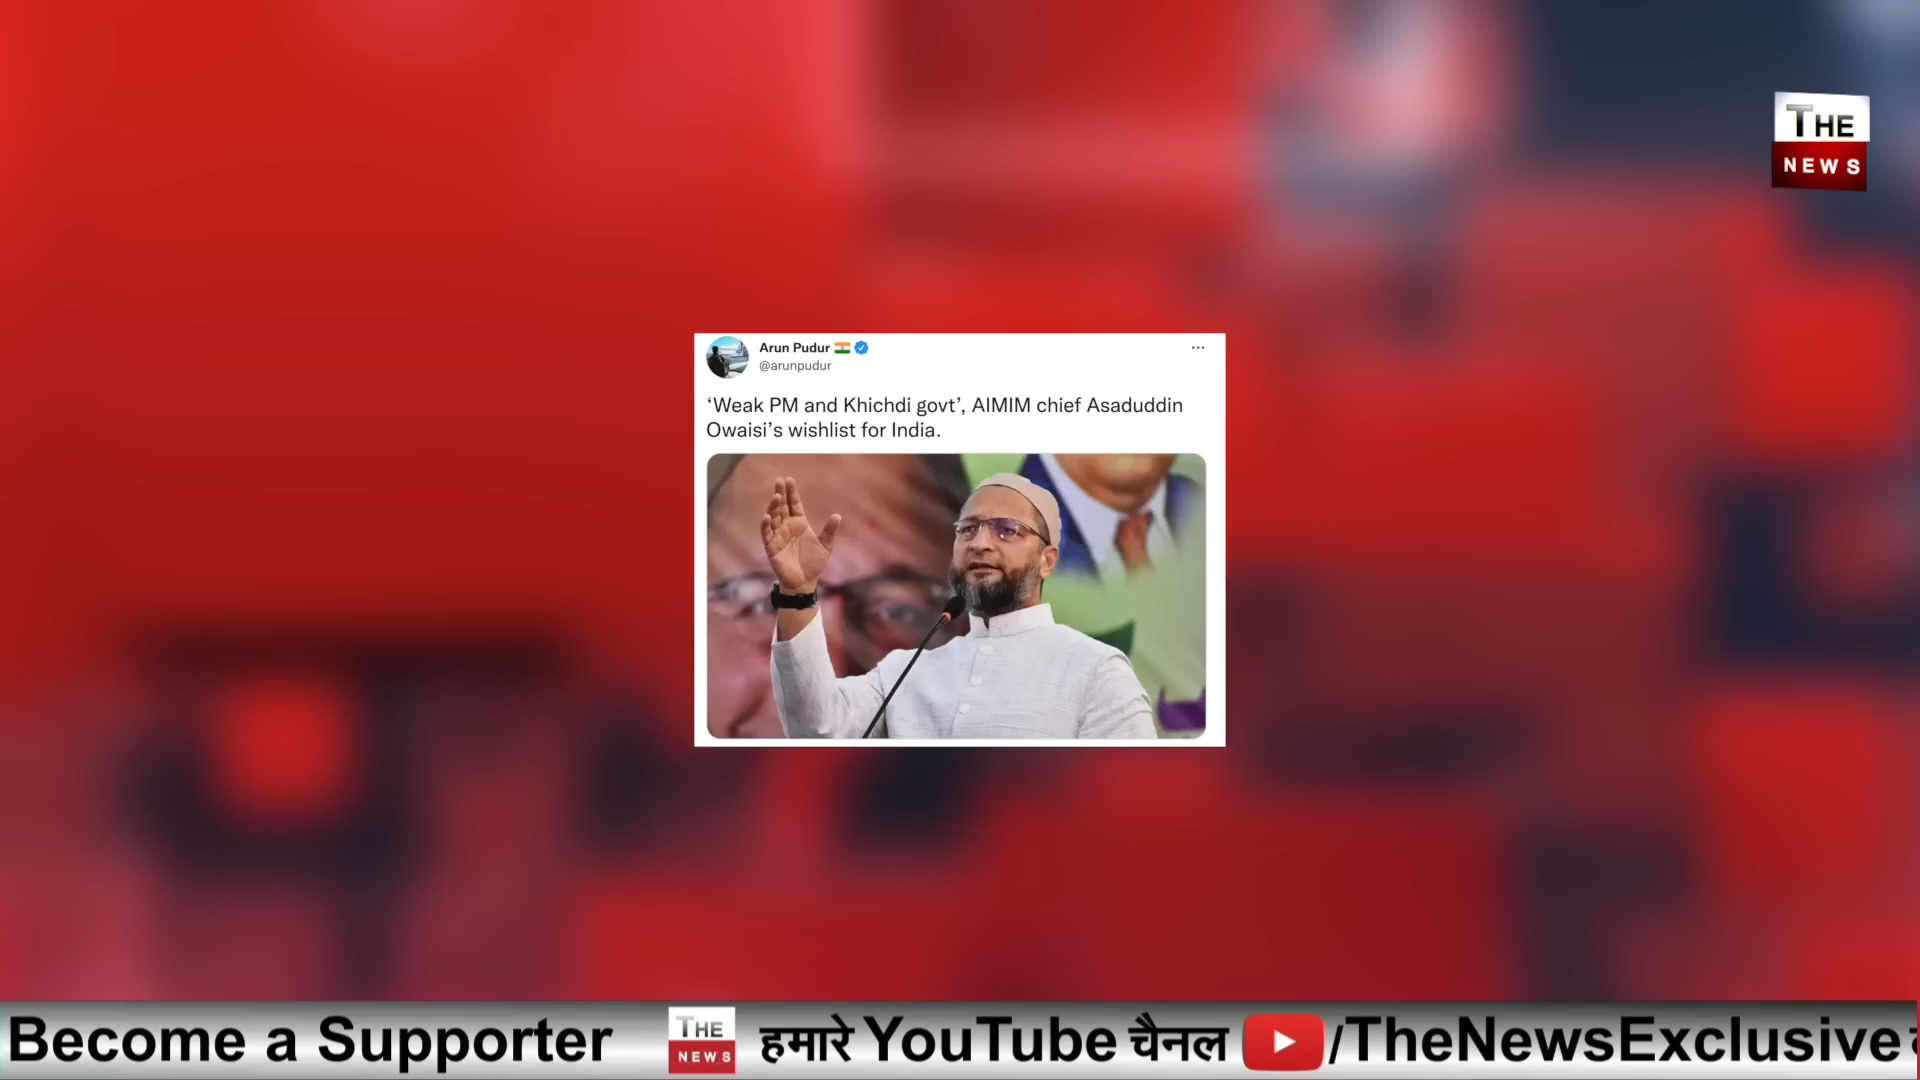 THE
NEWS
Arun Pudur
@arunpudur
‘Weak PM and Khichdi govt’, AIMIM chief Asaduddin
Owaisi’s wishlist for India.
Become a Supporter THE NEWS हमारे YouTube चैनल /TheNewsExclusive